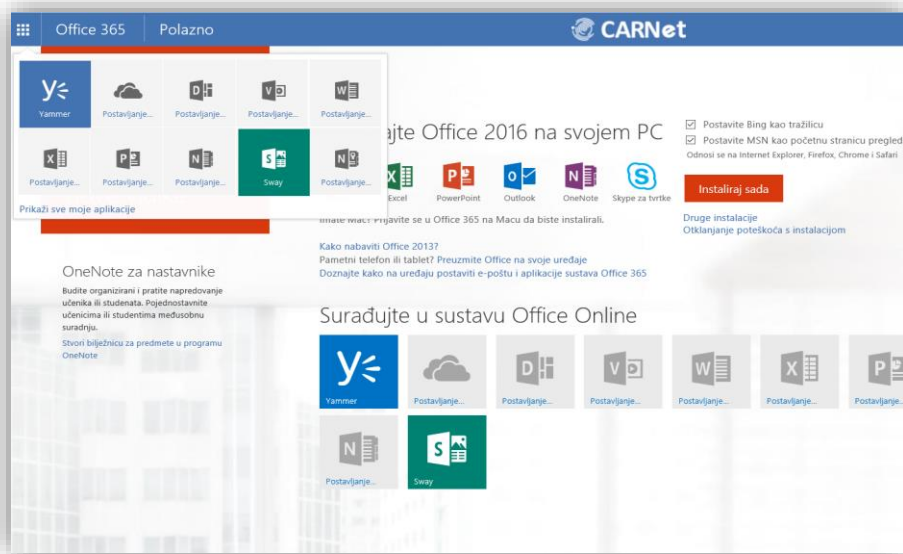 Office 365 Polazno CARNet
Yammer Postavljanje... Postavljanje... Postavljanje... Postavljanje...
Postavljanje... Postavljanje... Postavljanje... Sway Postavljanje...
Prikaži sve moje aplikacije
ajte Office 2016 na svojem PC
Excel PowerPoint Outlook OneNote Skype za tvrtke
Imate Mac? Prijavite se u Office 365 na Macu da biste instalirali.
Kako nabaviti Office 2013?
Pametni telefon ili tablet? Preuzmite Office na svoje uređaje
Doznajte kako na uređaju postaviti e-poštu i aplikacije sustava Office 365
Postavite Bing kao tražilicu
Postavite MSN kao početnu stranicu pregled
Odnosi se na Internet Explorer, Firefox, Chrome i Safari
Instaliraj sada
Druge instalacije
Otklanjanje poteškoća s instalacijom
OneNote za nastavnike
Budite organizirani i pratite napredovanje
učenika ili studenata. Pojednostavnite
učenicima ili studentima međusobnu
suradnju.
Stvori bilježnicu za predmete u programu
OneNote
Surađujte u sustavu Office Online
Yammer Postavljanje... Postavljanje... Postavljanje... Postavljanje... Postavljanje... Postavljanje...
Postavljanje... Sway